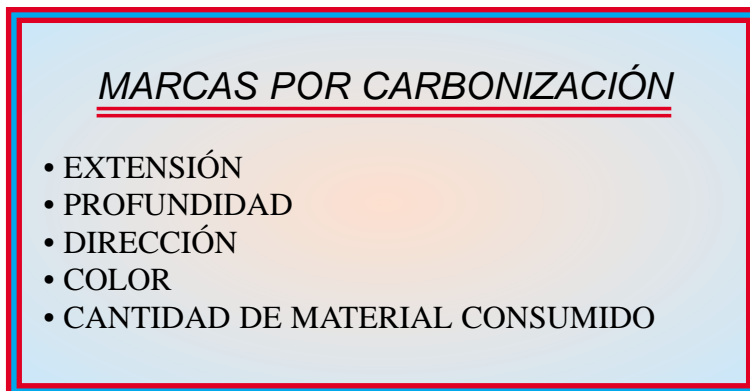 MARCAS POR CARBONIZACIÓN
• EXTENSIÓN
• PROFUNDIDAD
• DIRECCIÓN
• COLOR
• CANTIDAD DE MATERIAL CONSUMIDO